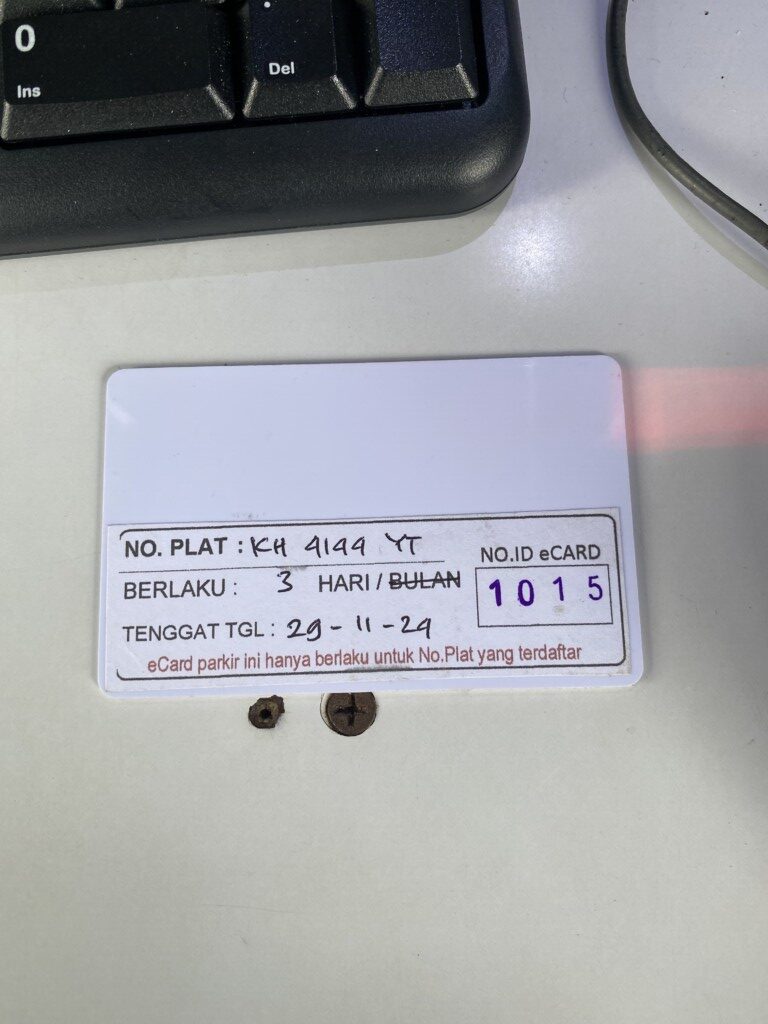 0
Ins
.
Del
NO. PLAT : KH 4144 YT
NO.ID eCARD
BERLAKU : 3 HARI / BULAN
1015
TENGGAT TGL : 29 - 11 - 24
eCard parkir ini hanya berlaku untuk No.Plat yang terdaftar